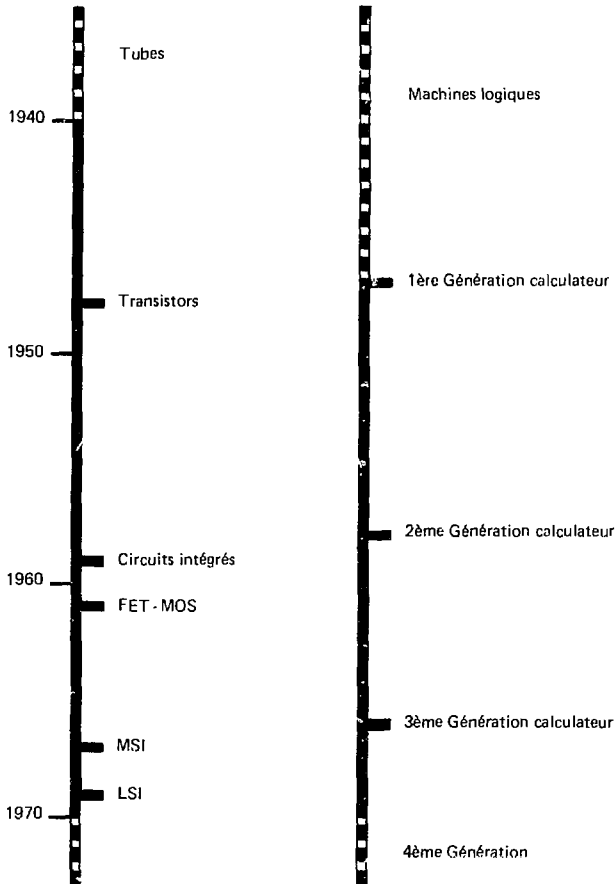 Tubes
1940
Transistors
1950
Circuits intégrés
1960
FET - MOS
MSI
LSI
1970
Machines logiques
1ère Génération calculateur
2ème Génération calculateur
3ème Génération calculateur
4ème Génération